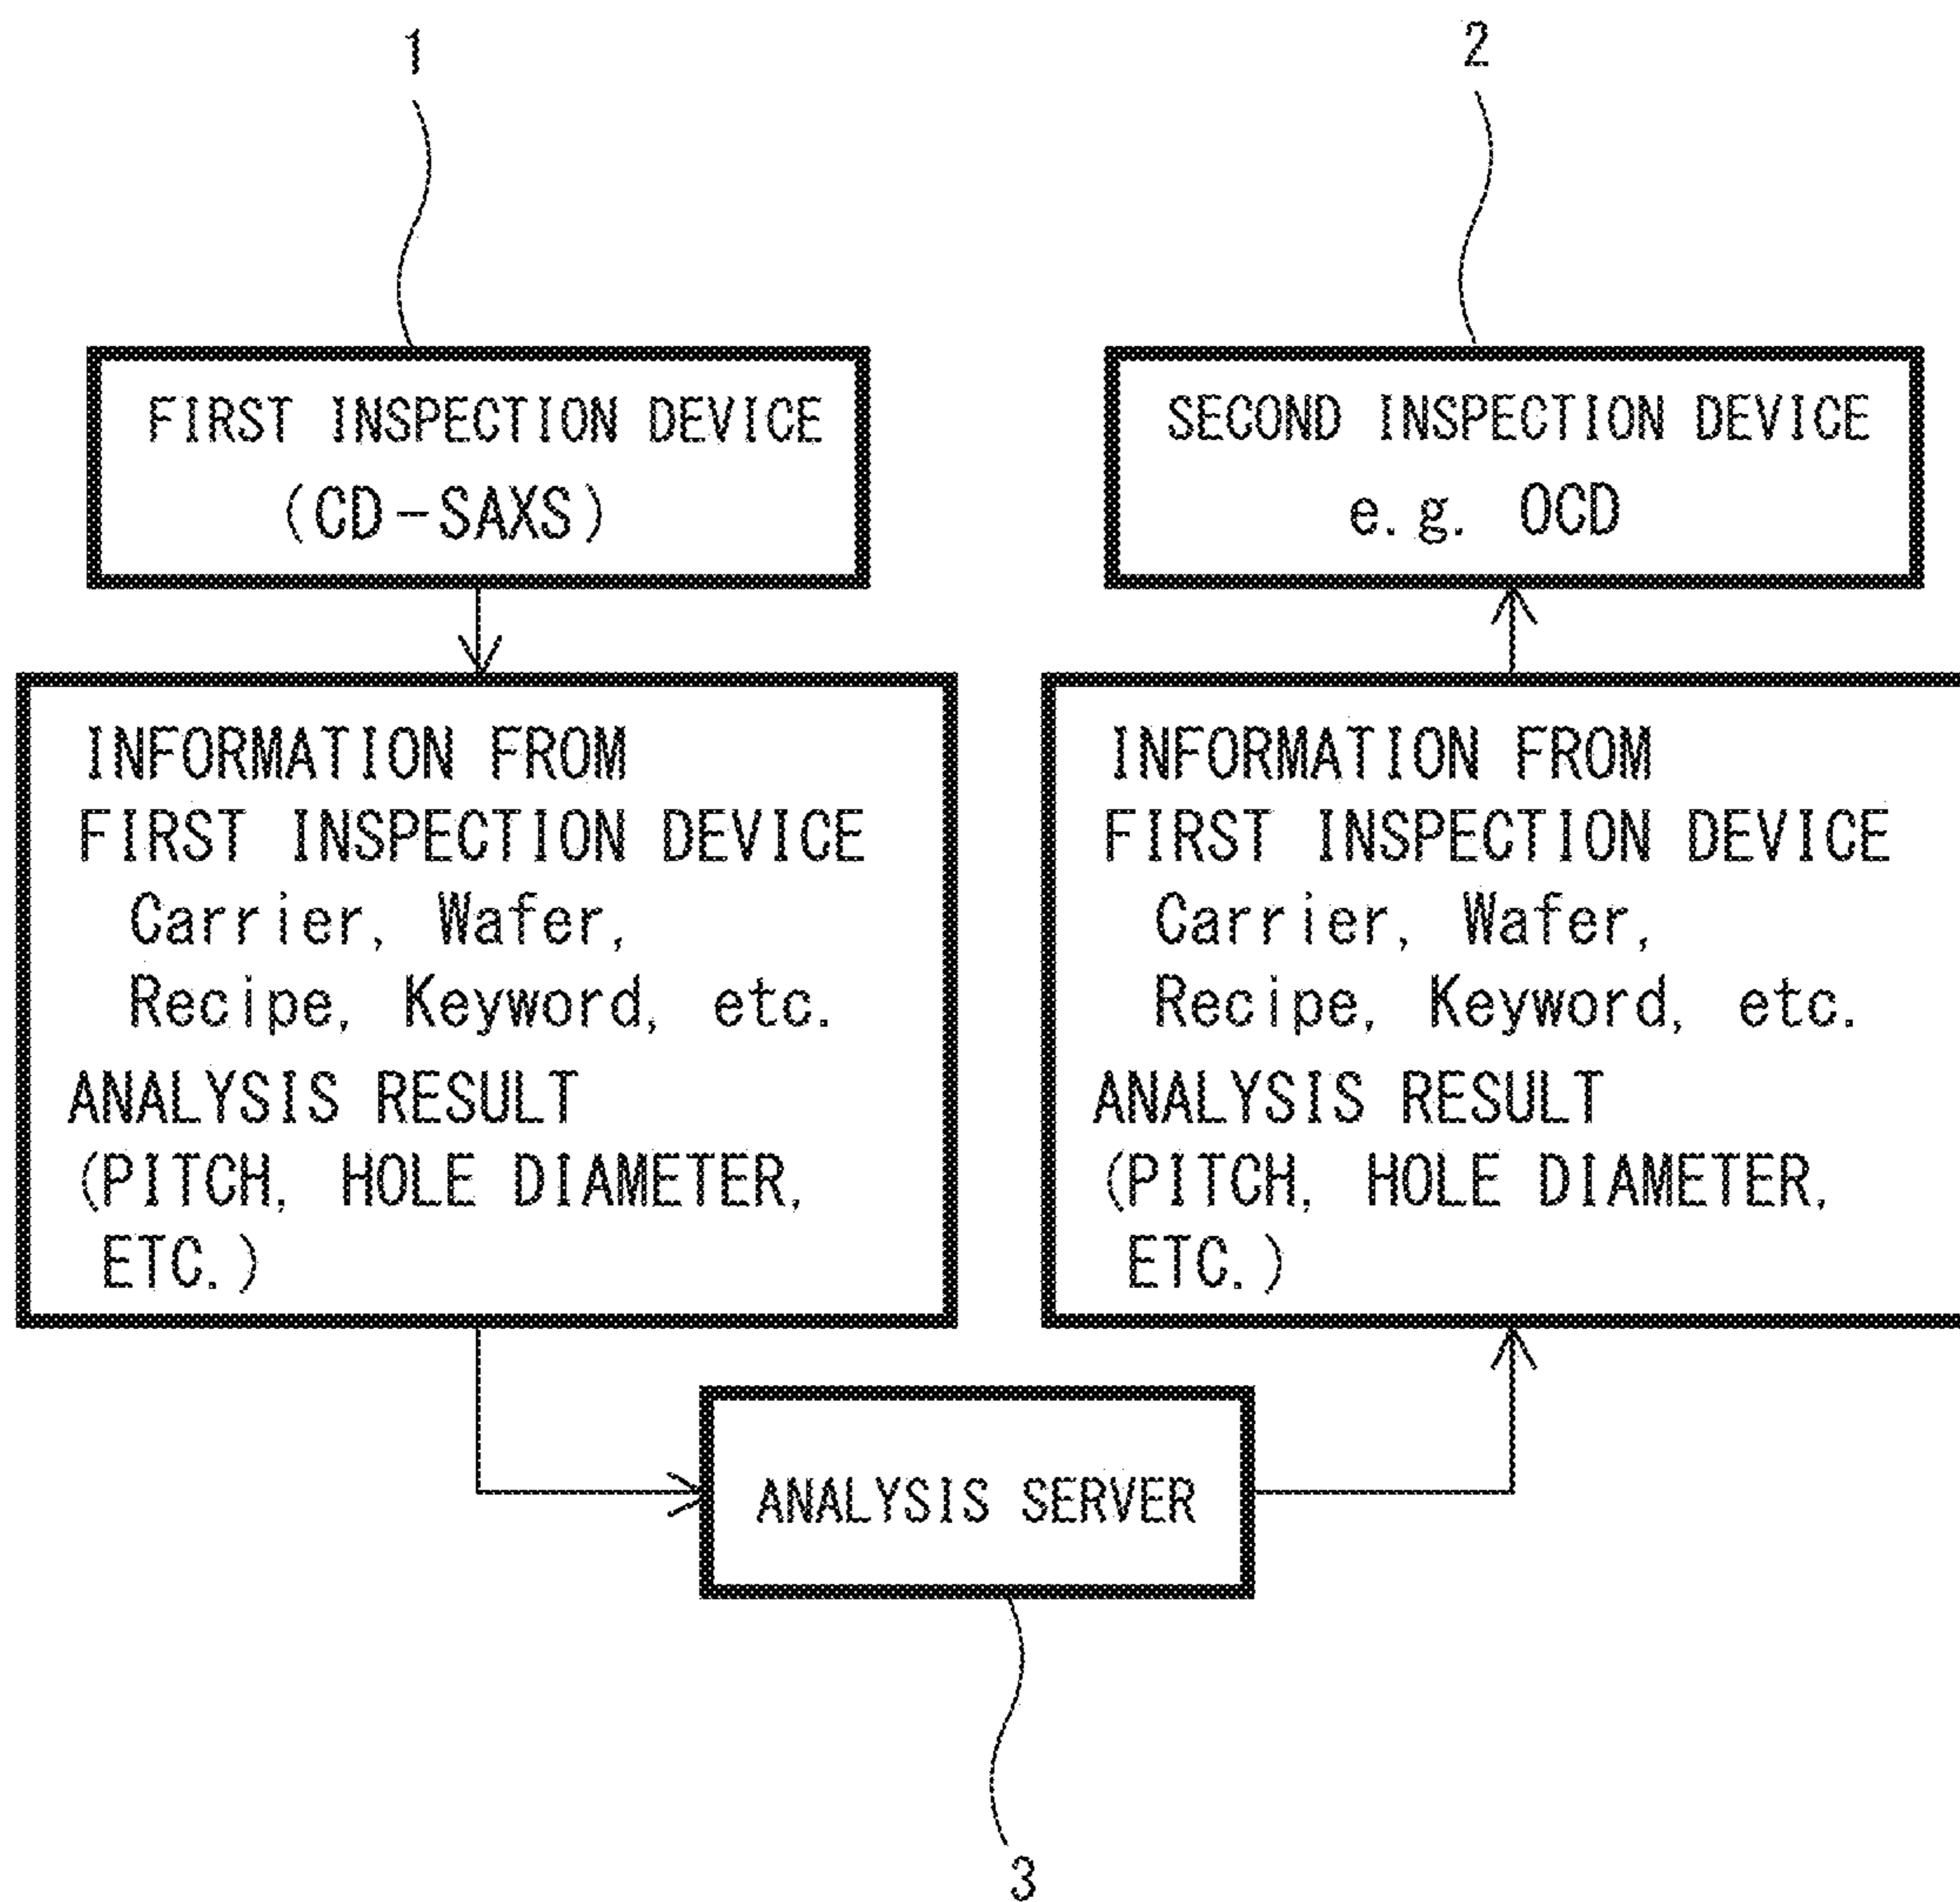 1
2
FIRST INSPECTION DEVICE
(CD-SAXS)
SECOND INSPECTION DEVICE
e.g. OCD
INFORMATION FROM
FIRST INSPECTION DEVICE
Carrier, Wafer,
Recipe, Keyword, etc.
ANALYSIS RESULT
(PITCH, HOLE DIAMETER,
ETC.)
INFORMATION FROM
FIRST INSPECTION DEVICE
Carrier, Wafer,
Recipe, Keyword, etc.
ANALYSIS RESULT
(PITCH, HOLE DIAMETER,
ETC.)
ANALYSIS SERVER
3